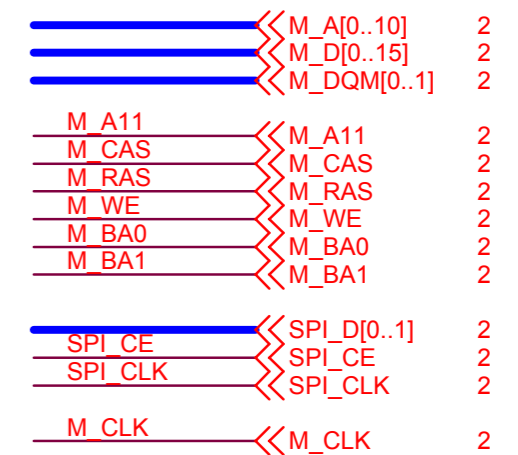 M_A[0..10] 2
M_D[0..15] 2
M_DQM[0..1] 2
M_A11 M_A11 2
M_CAS M_CAS 2
M_RAS M_RAS 2
M_WE M_WE 2
M_BA0 M_BA0 2
M_BA1 M_BA1 2
SPI_D[0..1] 2
SPI_CE SPI_CE 2
SPI_CLK SPI_CLK 2
M_CLK M_CLK 2